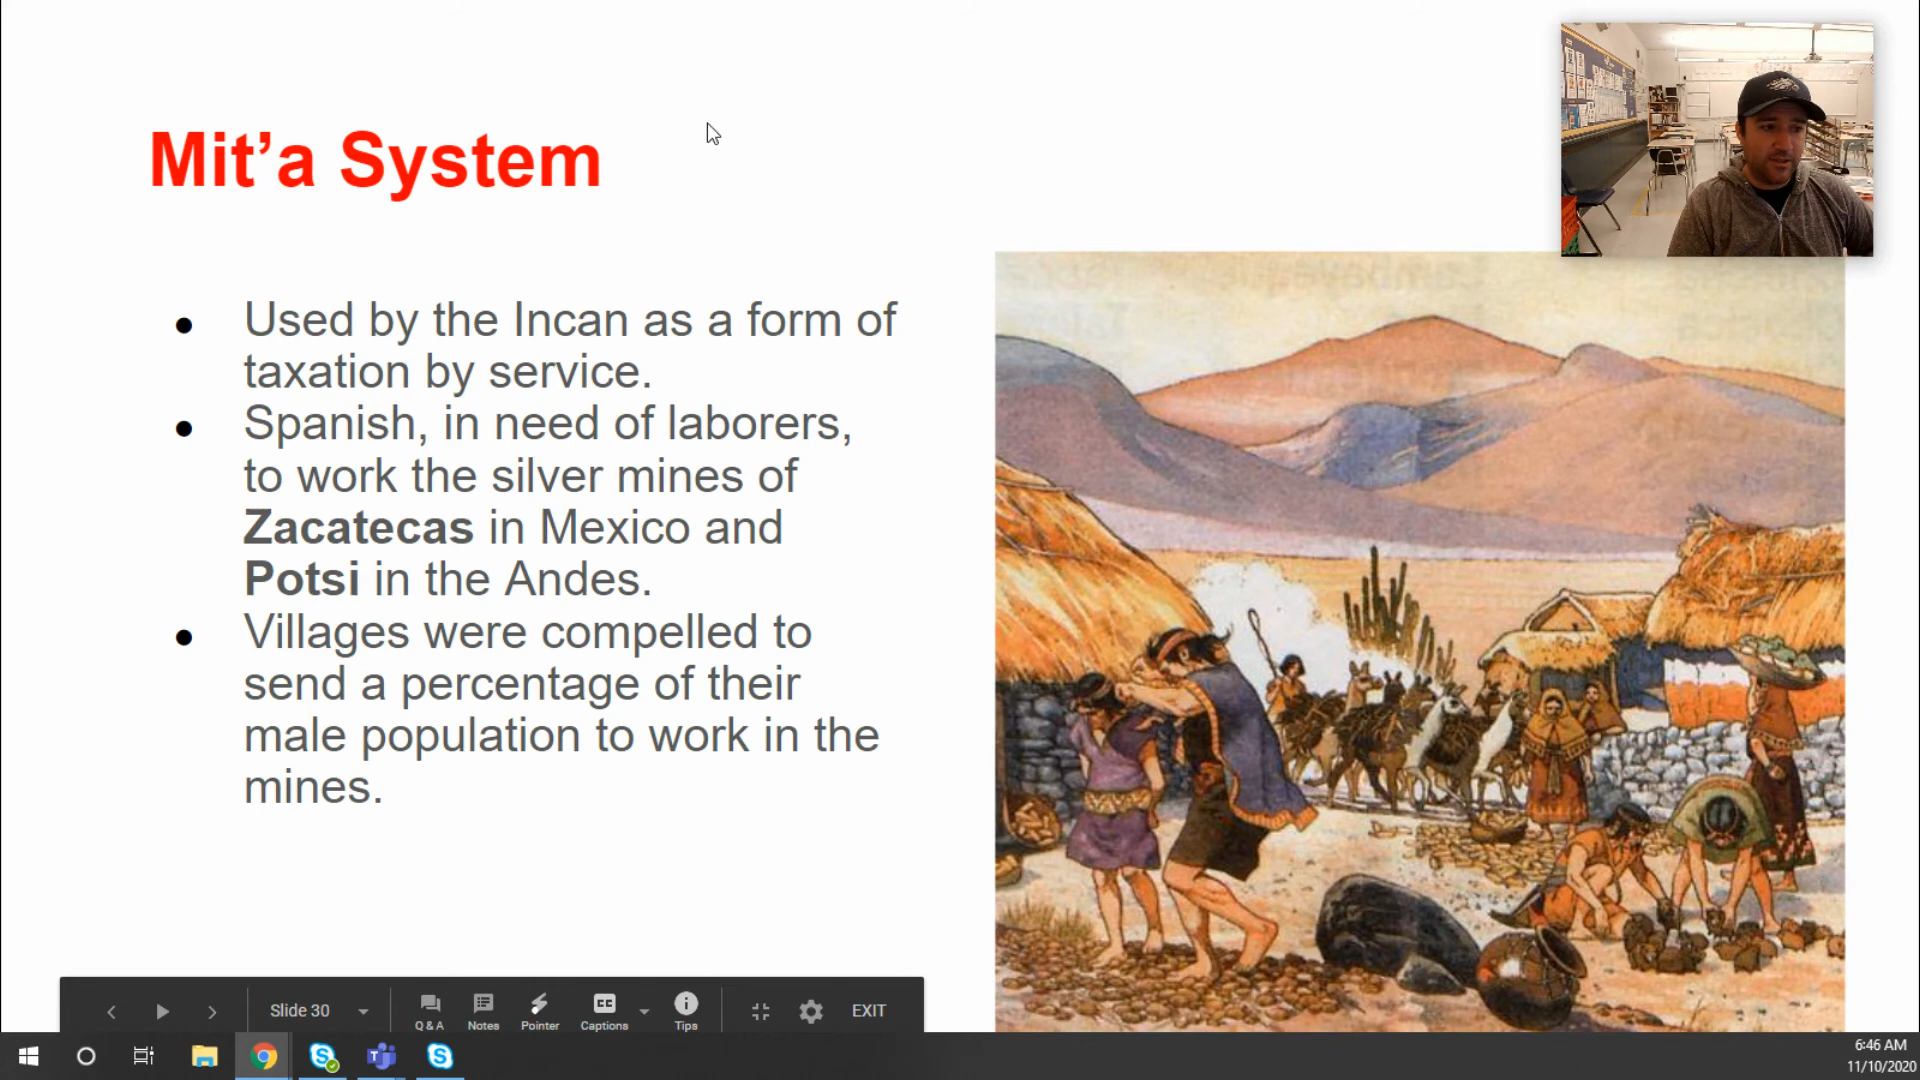 Mit’a System
● Used by the Incan as a form of
taxation by service.
● Spanish, in need of laborers,
to work the silver mines of
Zacatecas in Mexico and
Potsi in the Andes.
● Villages were compelled to
send a percentage of their
male population to work in the
mines.
Slide 30
Q & A
Notes
Pointer
CC
Captions
Tips
EXIT
6:46 AM
11/10/2020